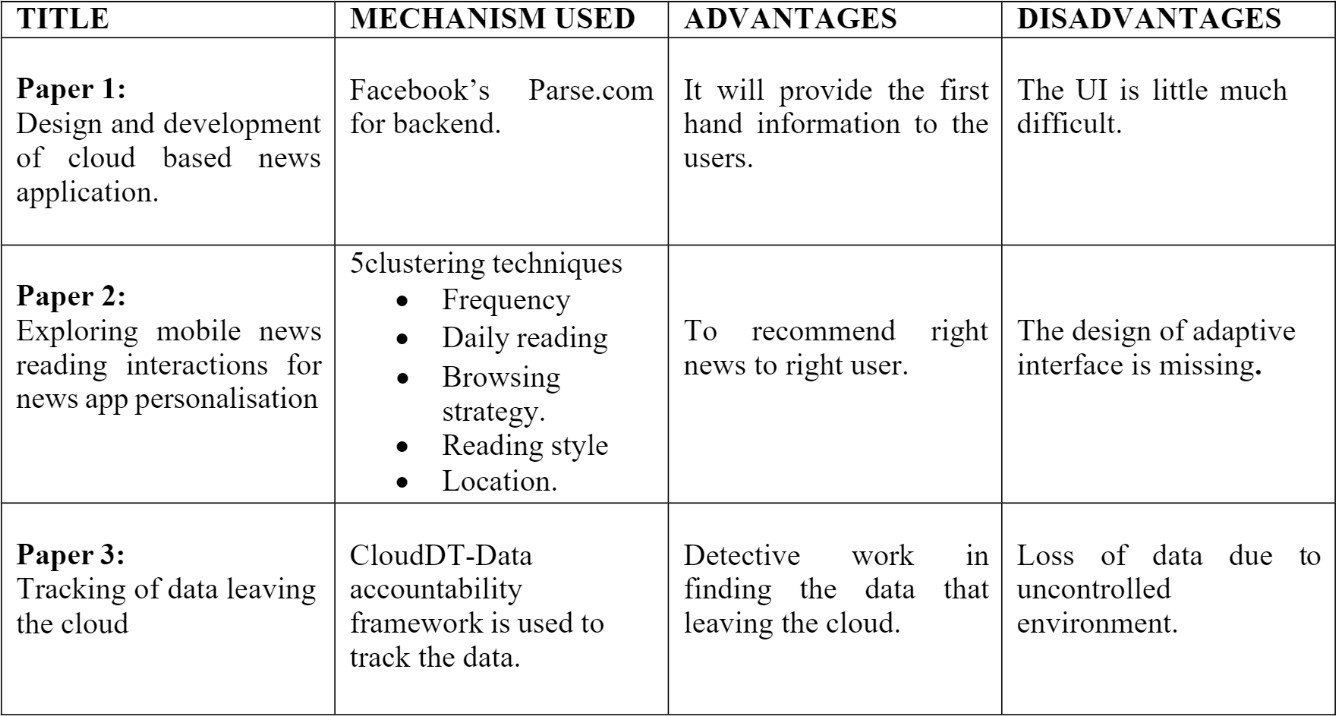 TITLE
MECHANISM USED
ADVANTAGES
DISADVANTAGES
Paper 1:
Design and development
of cloud based news
application.
Facebook’s Parse.com
for backend.
It will provide the first
hand information to the
users.
The UI is little much
difficult.
Paper 2:
Exploring mobile news
reading interactions for
news app personalisation
5clustering techniques
• Frequency
• Daily reading
• Browsing
strategy.
• Reading style
• Location.
To recommend right
news to right user.
The design of adaptive
interface is missing.
Paper 3:
Tracking of data leaving
the cloud
CloudDT-Data
accountability
framework is used to
track the data.
Detective work in
finding the data that
leaving the cloud.
Loss of data due to
uncontrolled
environment.